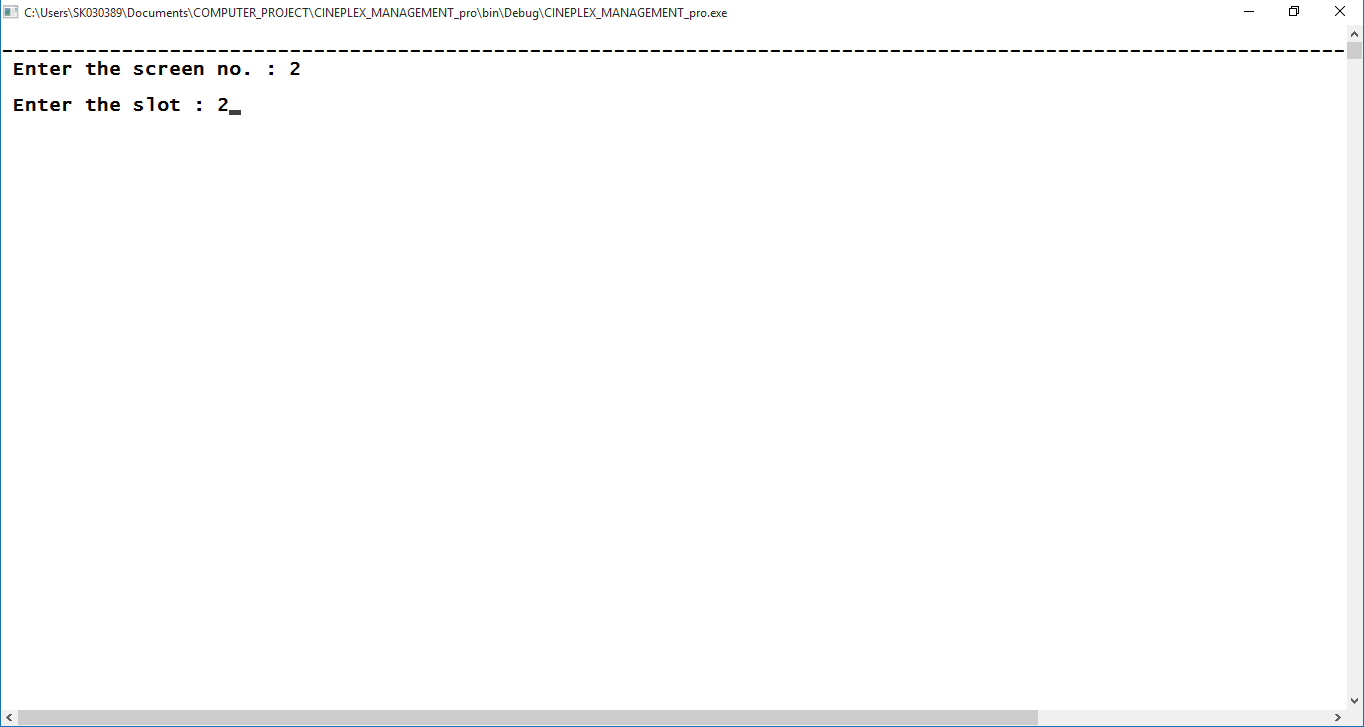 C:\Users\SK030389\Documents\COMPUTER_PROJECT\CINEPLEX_MANAGEMENT_pro\bin\Debug\CINEPLEX_MANAGEMENT_pro.exe
Enter the screen no. : 2
Enter the slot : 2